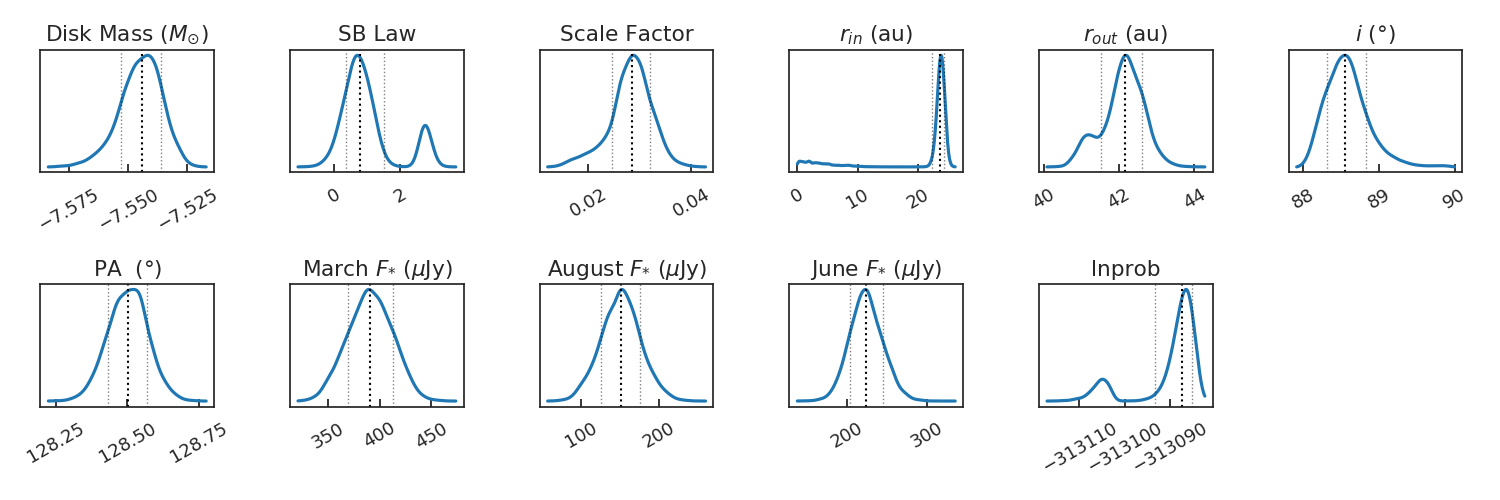 Disk Mass (M⊙) SB Law Scale Factor r_in (au) r_out (au) i (°)
−7.575 −7.550 −7.525 0 2 0.02 0.04 0 10 20 40 42 44 88 89 90
PA (°) March F* (μJy) August F* (μJy) June F* (μJy) lnprob
128.25 128.50 128.75 350 400 450 100 200 200 300 −313110 −313100 −313090